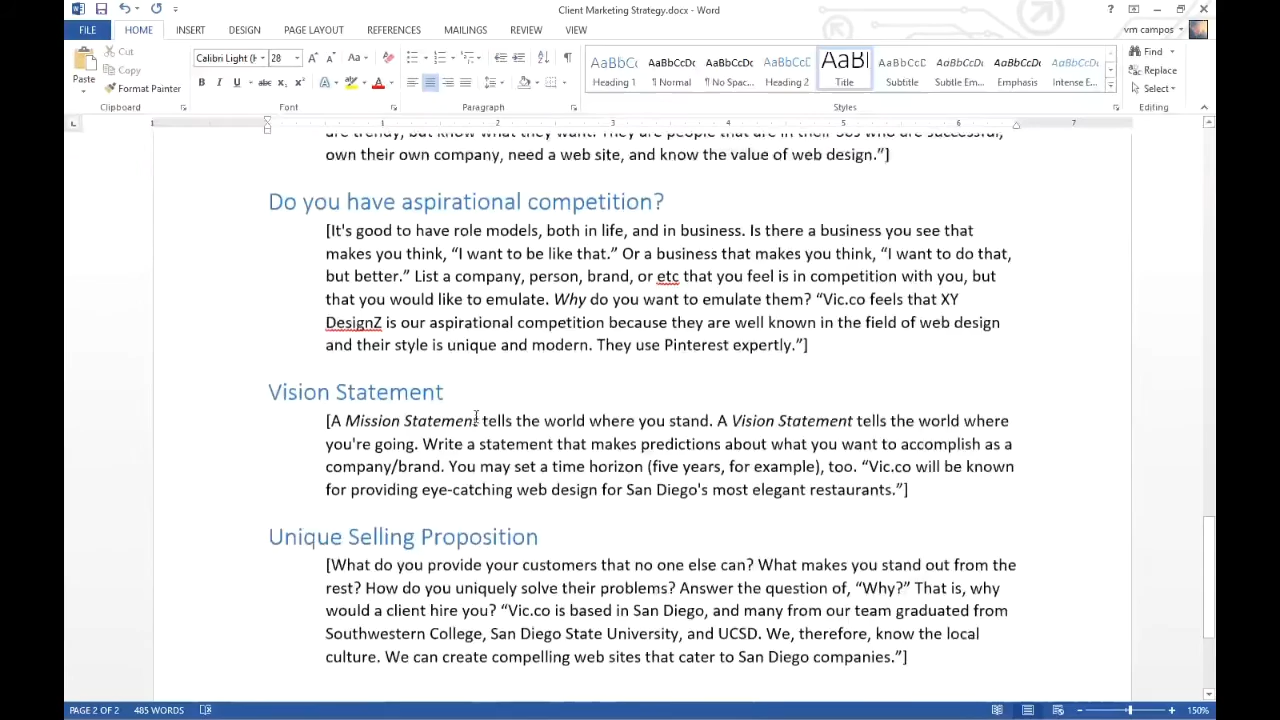 Client Marketing Strategy.docx - Word
FILE HOME INSERT DESIGN PAGE LAYOUT REFERENCES MAILINGS REVIEW VIEW vm campos
Cut
Copy
Format Painter
Paste
Clipboard
Calibri Light (H 28
Font
Paragraph
AaBbCc AaBbCcDc AaBbCcDc AaBbCcD AaBl AaBbCcD AaBbCcDt AaBbCcDt AaBbCcDt
Heading 1 ¶ Normal ¶ No Spac... Heading 2 Title Subtitle Subtle Em... Emphasis Intense E...
Styles
Find
Replace
Select
Editing
1 1 2 3 4 5 6 7
are trendy, but know what they want. They are people that are in their 30s who are successful,
own their own company, need a web site, and know the value of web design.”]
Do you have aspirational competition?
[It's good to have role models, both in life, and in business. Is there a business you see that
makes you think, “I want to be like that.” Or a business that makes you think, “I want to do that,
but better.” List a company, person, brand, or etc that you feel is in competition with you, but
that you would like to emulate. Why do you want to emulate them? “Vic.co feels that XY
DesignZ is our aspirational competition because they are well known in the field of web design
and their style is unique and modern. They use Pinterest expertly.”]
Vision Statement
[A Mission Statement tells the world where you stand. A Vision Statement tells the world where
you're going. Write a statement that makes predictions about what you want to accomplish as a
company/brand. You may set a time horizon (five years, for example), too. “Vic.co will be known
for providing eye-catching web design for San Diego's most elegant restaurants.”]
Unique Selling Proposition
[What do you provide your customers that no one else can? What makes you stand out from the
rest? How do you uniquely solve their problems? Answer the question of, “Why?” That is, why
would a client hire you? “Vic.co is based in San Diego, and many from our team graduated from
Southwestern College, San Diego State University, and UCSD. We, therefore, know the local
culture. We can create compelling web sites that cater to San Diego companies.”]
PAGE 2 OF 2 485 WORDS 150%